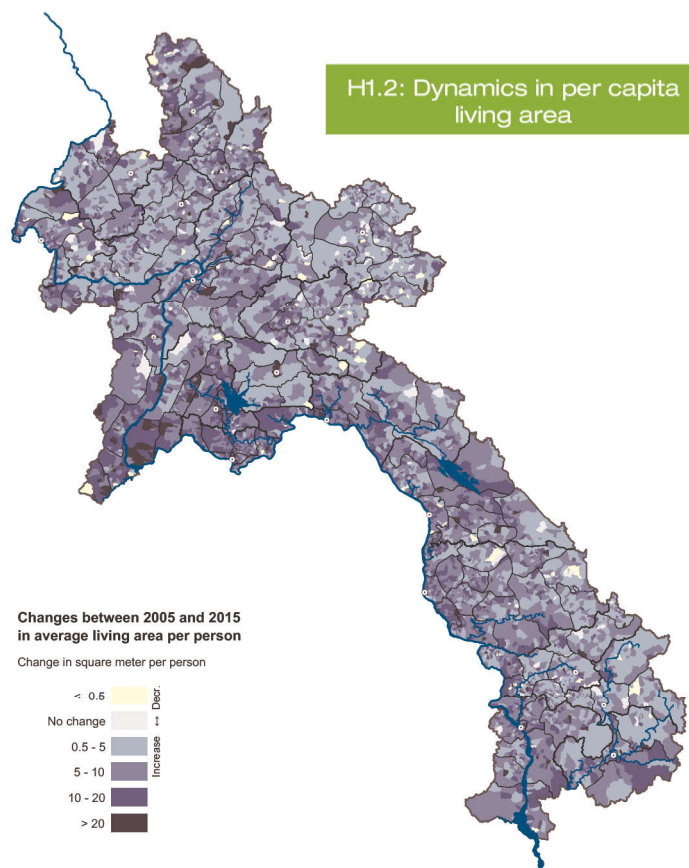 H1.2: Dynamics in per capita
living area
Changes between 2005 and 2015
in average living area per person
Change in square meter per person
< 0.5
Decr.
No change
↔
0.5 - 5
Increase
5 - 10
10 - 20
> 20